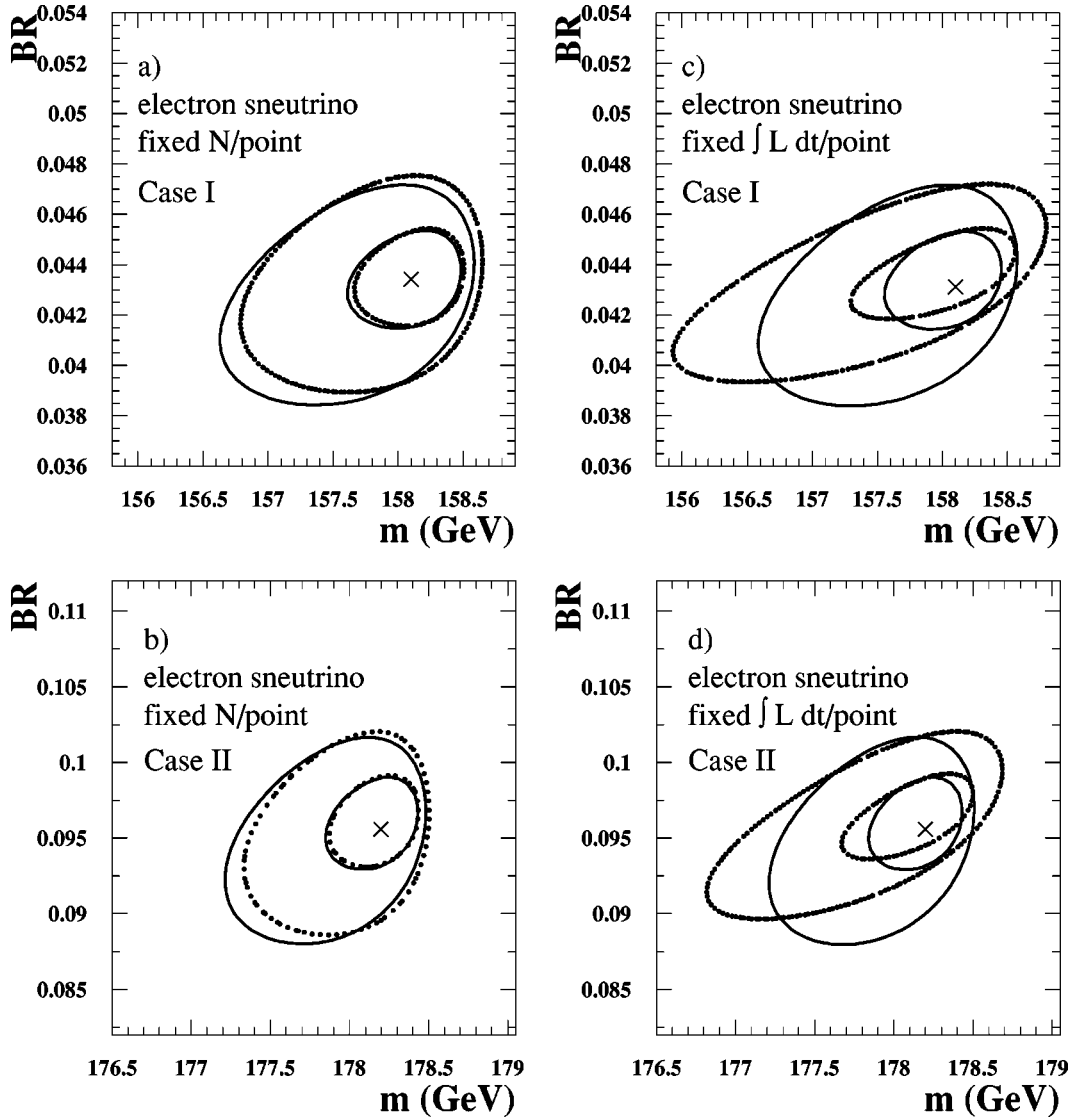 BR
0.054
0.052
0.05
0.048
0.046
0.044
0.042
0.04
0.038
0.036
a)
electron sneutrino
fixed N/point
Case I
156
156.5
157
157.5
158
158.5
m (GeV)
BR
0.054
0.052
0.05
0.048
0.046
0.044
0.042
0.04
0.038
0.036
c)
electron sneutrino
fixed ∫ L dt/point
Case I
156
156.5
157
157.5
158
158.5
m (GeV)
BR
0.11
0.105
0.1
0.095
0.09
0.085
b)
electron sneutrino
fixed N/point
Case II
176.5
177
177.5
178
178.5
179
m (GeV)
BR
0.11
0.105
0.1
0.095
0.09
0.085
d)
electron sneutrino
fixed ∫ L dt/point
Case II
176.5
177
177.5
178
178.5
179
m (GeV)